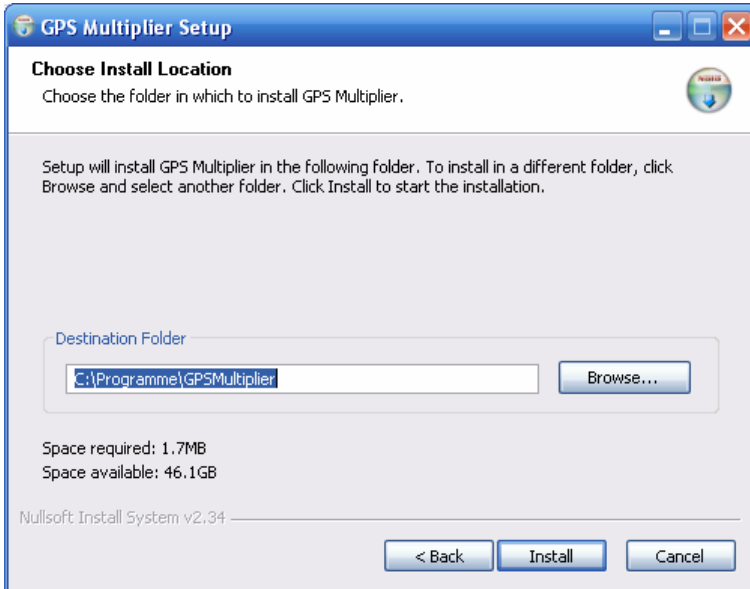 GPS Multiplier Setup
Choose Install Location
Choose the folder in which to install GPS Multiplier.
Setup will install GPS Multiplier in the following folder. To install in a different folder, click
Browse and select another folder. Click Install to start the installation.
Destination Folder
C:\Programme\GPSMultiplier
Browse...
Space required: 1.7MB
Space available: 46.1GB
Nullsoft Install System v2.34
< Back
Install
Cancel